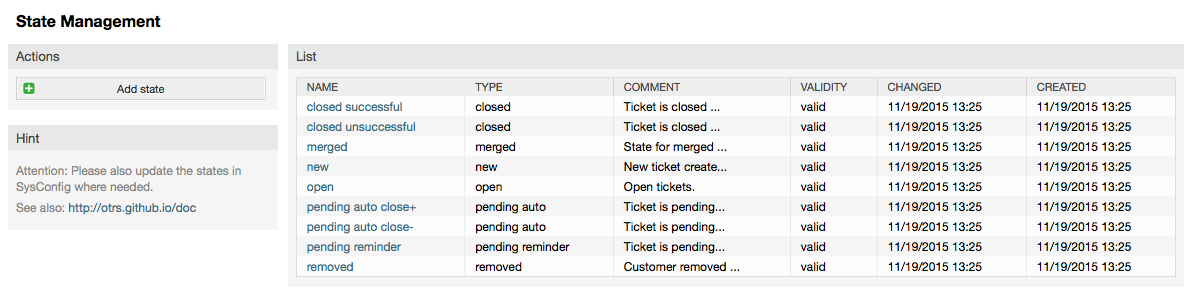 State Management
Actions
Add state
Hint
Attention: Please also update the states in
SysConfig where needed.
See also: http://otrs.github.io/doc
List
NAME TYPE COMMENT VALIDITY CHANGED CREATED
closed successful closed Ticket is closed ... valid 11/19/2015 13:25 11/19/2015 13:25
closed unsuccessful closed Ticket is closed ... valid 11/19/2015 13:25 11/19/2015 13:25
merged merged State for merged ... valid 11/19/2015 13:25 11/19/2015 13:25
new new New ticket create... valid 11/19/2015 13:25 11/19/2015 13:25
open open Open tickets. valid 11/19/2015 13:25 11/19/2015 13:25
pending auto close+ pending auto Ticket is pending... valid 11/19/2015 13:25 11/19/2015 13:25
pending auto close- pending auto Ticket is pending... valid 11/19/2015 13:25 11/19/2015 13:25
pending reminder pending reminder Ticket is pending... valid 11/19/2015 13:25 11/19/2015 13:25
removed removed Customer removed ... valid 11/19/2015 13:25 11/19/2015 13:25